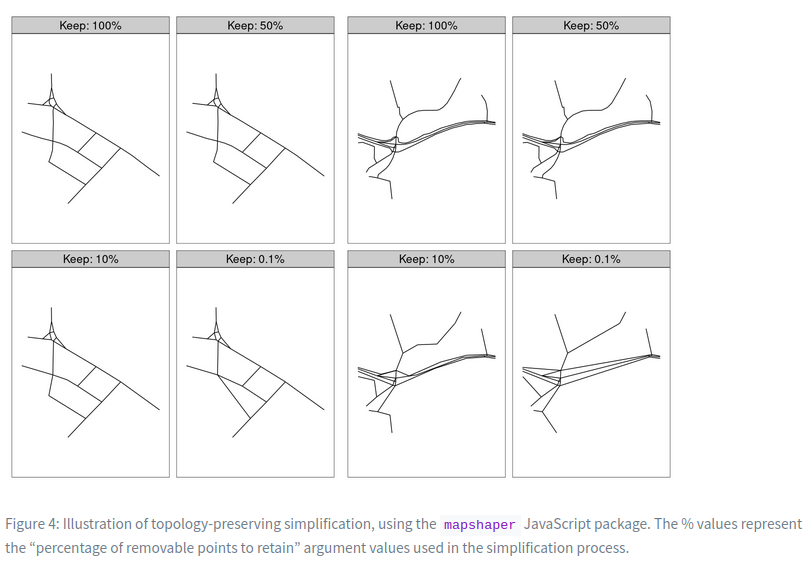 Keep: 100%
Keep: 50%
Keep: 100%
Keep: 50%
Keep: 10%
Keep: 0.1%
Keep: 10%
Keep: 0.1%
Figure 4: Illustration of topology-preserving simplification, using the mapshaper JavaScript package. The % values represent
the “percentage of removable points to retain” argument values used in the simplification process.